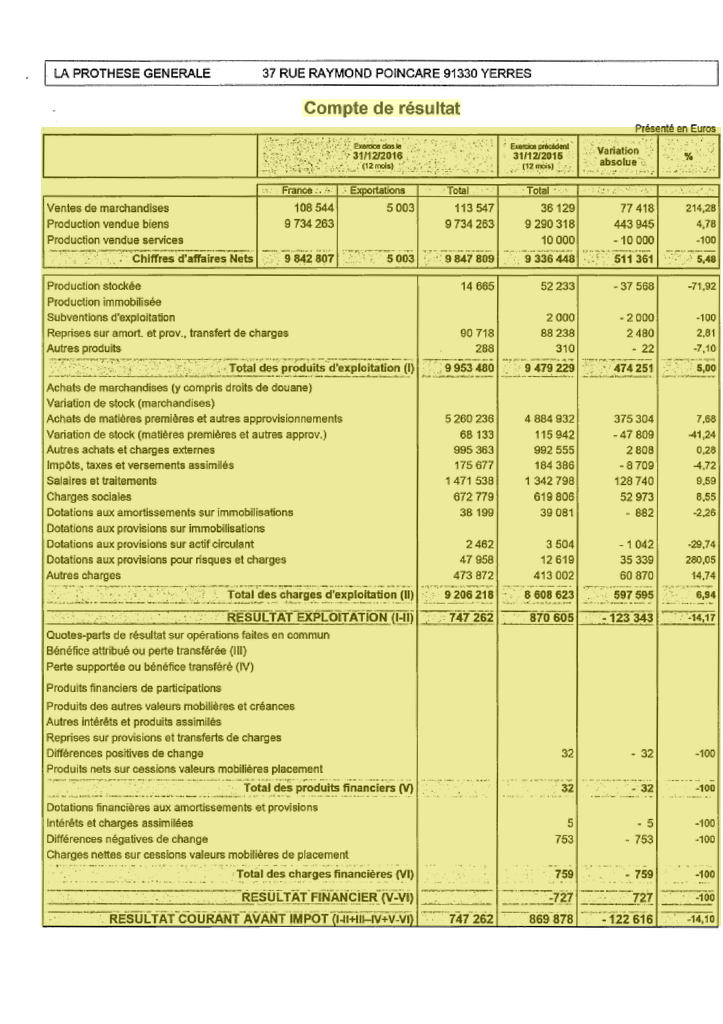 LA PROTHESE GENERALE 37 RUE RAYMOND POINCARE 91330 YERRES
Compte de résultat
Présenté en Euros
Exercice clos le 31/12/2016 (12 mois) Exercice précédent 31/12/2015 (12 mois) Variation absolue %
France Exportations Total Total
Ventes de marchandises 108 544 5 003 113 547 36 129 77 418 214,28
Production vendue biens 9 734 263 9 734 263 9 290 318 443 945 4,78
Production vendue services 10 000 - 10 000 -100
Chiffres d'affaires Nets 9 842 807 5 003 9 847 809 9 336 448 511 361 5,48
Production stockée 14 665 52 233 - 37 568 -71,92
Production immobilisée
Subventions d'exploitation 2 000 - 2 000 -100
Reprises sur amort. et prov., transfert de charges 90 718 88 238 2 480 2,81
Autres produits 288 310 - 22 -7,10
Total des produits d'exploitation (I) 9 953 480 9 479 229 474 251 5,00
Achats de marchandises (y compris droits de douane)
Variation de stock (marchandises)
Achats de matières premières et autres approvisionnements 5 260 236 4 884 932 375 304 7,68
Variation de stock (matières premières et autres approv.) 68 133 115 942 - 47 809 -41,24
Autres achats et charges externes 995 363 992 555 2 808 0,28
Impôts, taxes et versements assimilés 175 677 184 386 - 8 709 -4,72
Salaires et traitements 1 471 538 1 342 798 128 740 9,59
Charges sociales 672 779 619 806 52 973 8,55
Dotations aux amortissements sur immobilisations 38 199 39 081 - 882 -2,26
Dotations aux provisions sur immobilisations
Dotations aux provisions sur actif circulant 2 462 3 504 - 1 042 -29,74
Dotations aux provisions pour risques et charges 47 958 12 619 35 339 280,05
Autres charges 473 872 413 002 60 870 14,74
Total des charges d'exploitation (II) 9 206 218 8 608 623 597 595 6,94
RESULTAT EXPLOITATION (I-II) 747 262 870 605 - 123 343 -14,17
Quotes-parts de résultat sur opérations faites en commun
Bénéfice attribué ou perte transférée (III)
Perte supportée ou bénéfice transféré (IV)
Produits financiers de participations
Produits des autres valeurs mobilières et créances
Autres intérêts et produits assimilés
Reprises sur provisions et transferts de charges
Différences positives de change 32 - 32 -100
Produits nets sur cessions valeurs mobilières placement
Total des produits financiers (V) 32 - 32 -100
Dotations financières aux amortissements et provisions
Intérêts et charges assimilées 5 - 5 -100
Différences négatives de change 753 - 753 -100
Charges nettes sur cessions valeurs mobilières de placement
Total des charges financières (VI) 759 - 759 -100
RESULTAT FINANCIER (V-VI) -727 727 -100
RESULTAT COURANT AVANT IMPOT (I-II+III–IV+V-VI) 747 262 869 878 - 122 616 -14,10